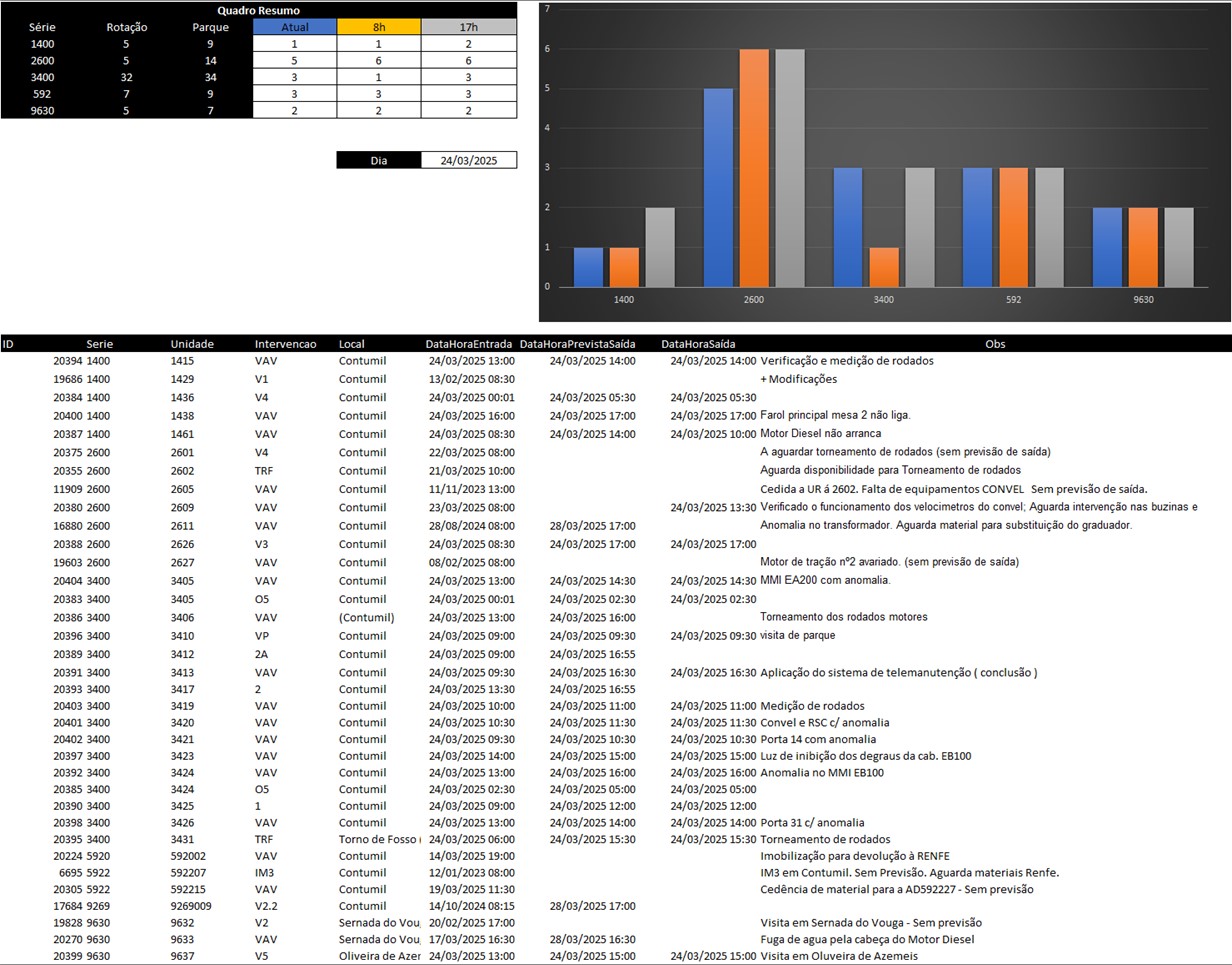 Quadro Resumo
Série Rotação Parque Atual 8h 17h
1400 5 9 1 1 2
2600 5 14 5 6 6
3400 32 34 3 1 3
592 7 9 3 3 3
9630 5 7 2 2 2
Dia 24/03/2025
7
6
5
4
3
2
1
0
1400 2600 3400 592 9630
ID Serie Unidade Intervencao Local DataHoraEntrada DataHoraPrevistaSaída DataHoraSaída Obs
20394 1400 1415 VAV Contumil 24/03/2025 13:00 24/03/2025 14:00 24/03/2025 14:00 Verificação e medição de rodados
19686 1400 1429 V1 Contumil 13/02/2025 08:30 + Modificações
20384 1400 1436 V4 Contumil 24/03/2025 00:01 24/03/2025 05:30 24/03/2025 05:30
20400 1400 1438 VAV Contumil 24/03/2025 16:00 24/03/2025 17:00 24/03/2025 17:00 Farol principal mesa 2 não liga.
20387 1400 1461 VAV Contumil 24/03/2025 08:30 24/03/2025 14:00 24/03/2025 10:00 Motor Diesel não arranca
20375 2600 2601 V4 Contumil 22/03/2025 08:00 A aguardar torneamento de rodados (sem previsão de saída)
20355 2600 2602 TRF Contumil 21/03/2025 10:00 Aguarda disponibilidade para Torneamento de rodados
11909 2600 2605 VAV Contumil 11/11/2023 13:00 Cedida a UR á 2602. Falta de equipamentos CONVEL Sem previsão de saída.
20380 2600 2609 VAV Contumil 23/03/2025 08:00 24/03/2025 13:30 Verificado o funcionamento dos velocimetros do convel; Aguarda intervenção nas buzinas e
16880 2600 2611 VAV Contumil 28/08/2024 08:00 28/03/2025 17:00 Anomalia no transformador. Aguarda material para substituição do graduador.
20388 2600 2626 V3 Contumil 24/03/2025 08:30 24/03/2025 17:00 24/03/2025 17:00
19603 2600 2627 VAV Contumil 08/02/2025 08:00 Motor de tração nº2 avariado. (sem previsão de saída)
20404 3400 3405 VAV Contumil 24/03/2025 13:00 24/03/2025 14:30 24/03/2025 14:30 MMI EA200 com anomalia.
20383 3400 3405 O5 Contumil 24/03/2025 00:01 24/03/2025 02:30 24/03/2025 02:30
20386 3400 3406 VAV (Contumil) 24/03/2025 13:00 24/03/2025 16:00 Torneamento dos rodados motores
20396 3400 3410 VP Contumil 24/03/2025 09:00 24/03/2025 09:30 24/03/2025 09:30 visita de parque
20389 3400 3412 2A Contumil 24/03/2025 09:00 24/03/2025 16:55
20391 3400 3413 VAV Contumil 24/03/2025 09:30 24/03/2025 16:30 24/03/2025 16:30 Aplicação do sistema de telemanutenção ( conclusão )
20393 3400 3417 2 Contumil 24/03/2025 13:30 24/03/2025 16:55
20403 3400 3419 VAV Contumil 24/03/2025 10:00 24/03/2025 11:00 24/03/2025 11:00 Medição de rodados
20401 3400 3420 VAV Contumil 24/03/2025 10:30 24/03/2025 11:30 24/03/2025 11:30 Convel e RSC c/ anomalia
20402 3400 3421 VAV Contumil 24/03/2025 09:30 24/03/2025 10:30 24/03/2025 10:30 Porta 14 com anomalia
20397 3400 3423 VAV Contumil 24/03/2025 14:00 24/03/2025 15:00 24/03/2025 15:00 Luz de inibição dos degraus da cab. EB100
20392 3400 3424 VAV Contumil 24/03/2025 13:00 24/03/2025 16:00 24/03/2025 16:00 Anomalia no MMI EB100
20385 3400 3424 O5 Contumil 24/03/2025 02:30 24/03/2025 05:00 24/03/2025 05:00
20390 3400 3425 1 Contumil 24/03/2025 09:00 24/03/2025 12:00 24/03/2025 12:00
20398 3400 3426 VAV Contumil 24/03/2025 13:00 24/03/2025 14:00 24/03/2025 14:00 Porta 31 c/ anomalia
20395 3400 3431 TRF Torno de Fosso ( 24/03/2025 06:00 24/03/2025 15:30 24/03/2025 15:30 Torneamento de rodados
20224 5920 592002 VAV Contumil 14/03/2025 19:00 Imobilização para devolução à RENFE
6695 5922 592207 IM3 Contumil 12/01/2023 08:00 IM3 em Contumil. Sem Previsão. Aguarda materiais Renfe.
20305 5922 592215 VAV Contumil 19/03/2025 11:30 Cedência de material para a AD592227 - Sem previsão
17684 9269 9269009 V2.2 Contumil 14/10/2024 08:15 28/03/2025 17:00
19828 9630 9632 V2 Sernada do Vou 20/02/2025 17:00 Visita em Sernada do Vouga - Sem previsão
20270 9630 9633 VAV Sernada do Vou 17/03/2025 16:30 28/03/2025 16:30 Fuga de agua pela cabeça do Motor Diesel
20399 9630 9637 V5 Oliveira de Azer 24/03/2025 13:00 24/03/2025 15:00 24/03/2025 15:00 Visita em Oluveira de Azemeis